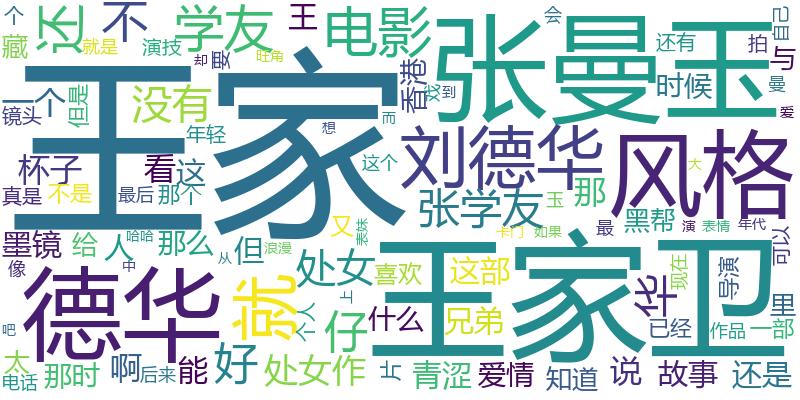 个
还
不
学友
王
电影
张曼玉
会
自己
藏
就是
演技
却
要
旺角
香港
还有
拍
与
一个
但是
没有
王家
戏
到
时候
曼
镜头
年轻
想
而
爱
杯子
看
这
这个
刘德华
风格
大
真是
不是
最后
那个
张学友
玉
那
黑帮
最
演
表情
年代
墨镜
给
人
那么
哈哈
但
又
表妹
卡门
如果
可以
像
中
从
浪漫
处女
喜欢
这部
王家卫
华
现在
导演
里
德华
就
个人
上
仔
什么
兄弟
已经
作品
一部
吧
太
电话
那时
啊
后来
能
好
处女作
片
青涩
爱情
知道
说
故事
还是